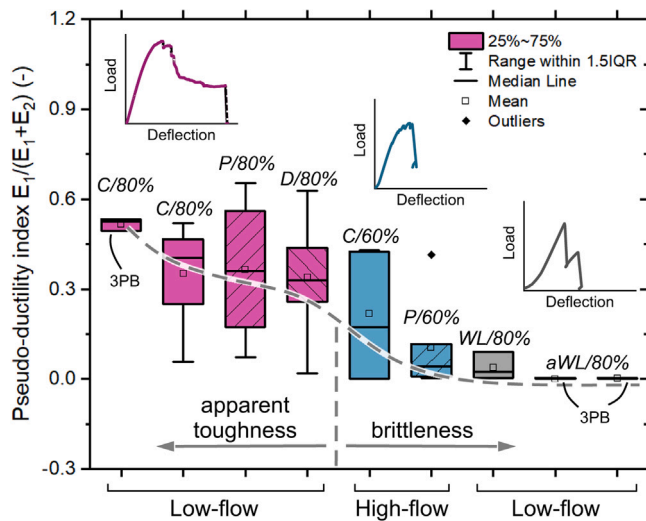 Pseudo-ductility index E₁/(E₁+E₂) (-)
1.2
0.9
0.6
0.3
0.0
-0.3
Load
Deflection
25%~75%
Range within 1.5IQR
Median Line
Mean
Outliers
Load
Deflection
Load
Deflection
C/80%
C/80%
P/80%
D/80%
C/60%
P/60%
WL/80%
aWL/80%
3PB
3PB
apparent
toughness
brittleness
Low-flow
High-flow
Low-flow